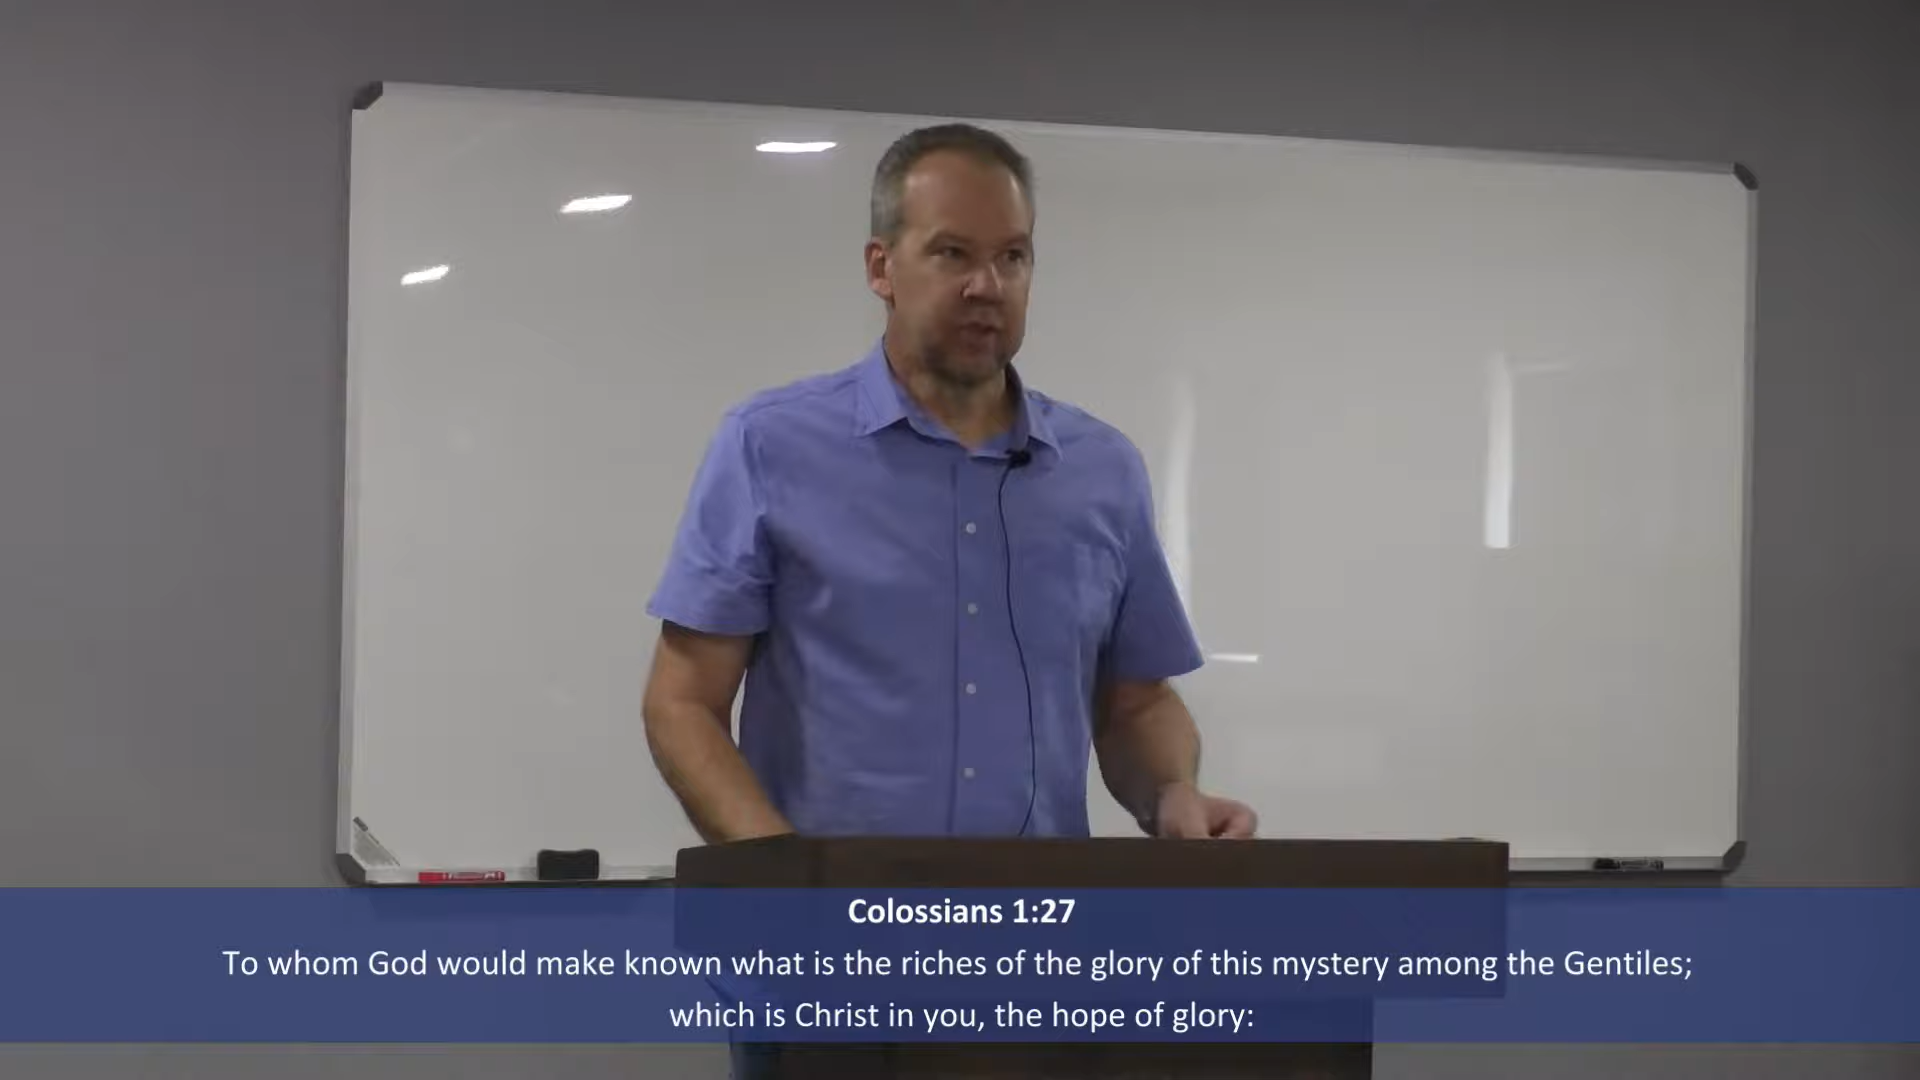 Colossians 1:27
To whom God would make known what is the riches of the glory of this mystery among the Gentiles;
which is Christ in you, the hope of glory: